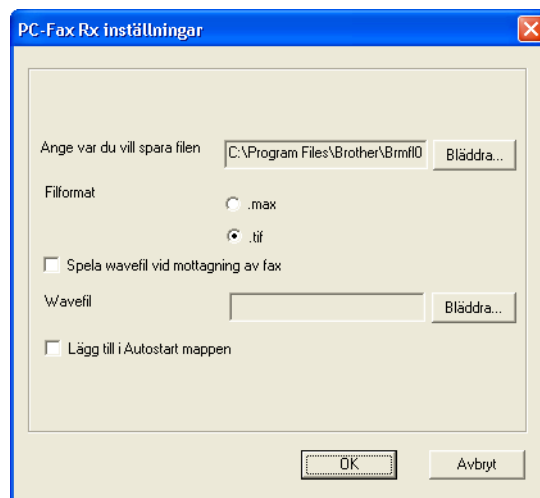 PC-Fax Rx inställningar
Ange var du vill spara filen C:\Program Files\Brother\Brmfl0 Bläddra...
Filformat
.max
.tif
Spela wavefil vid mottagning av fax
Wavefil Bläddra...
Lägg till i Autostart mappen
OK Avbryt